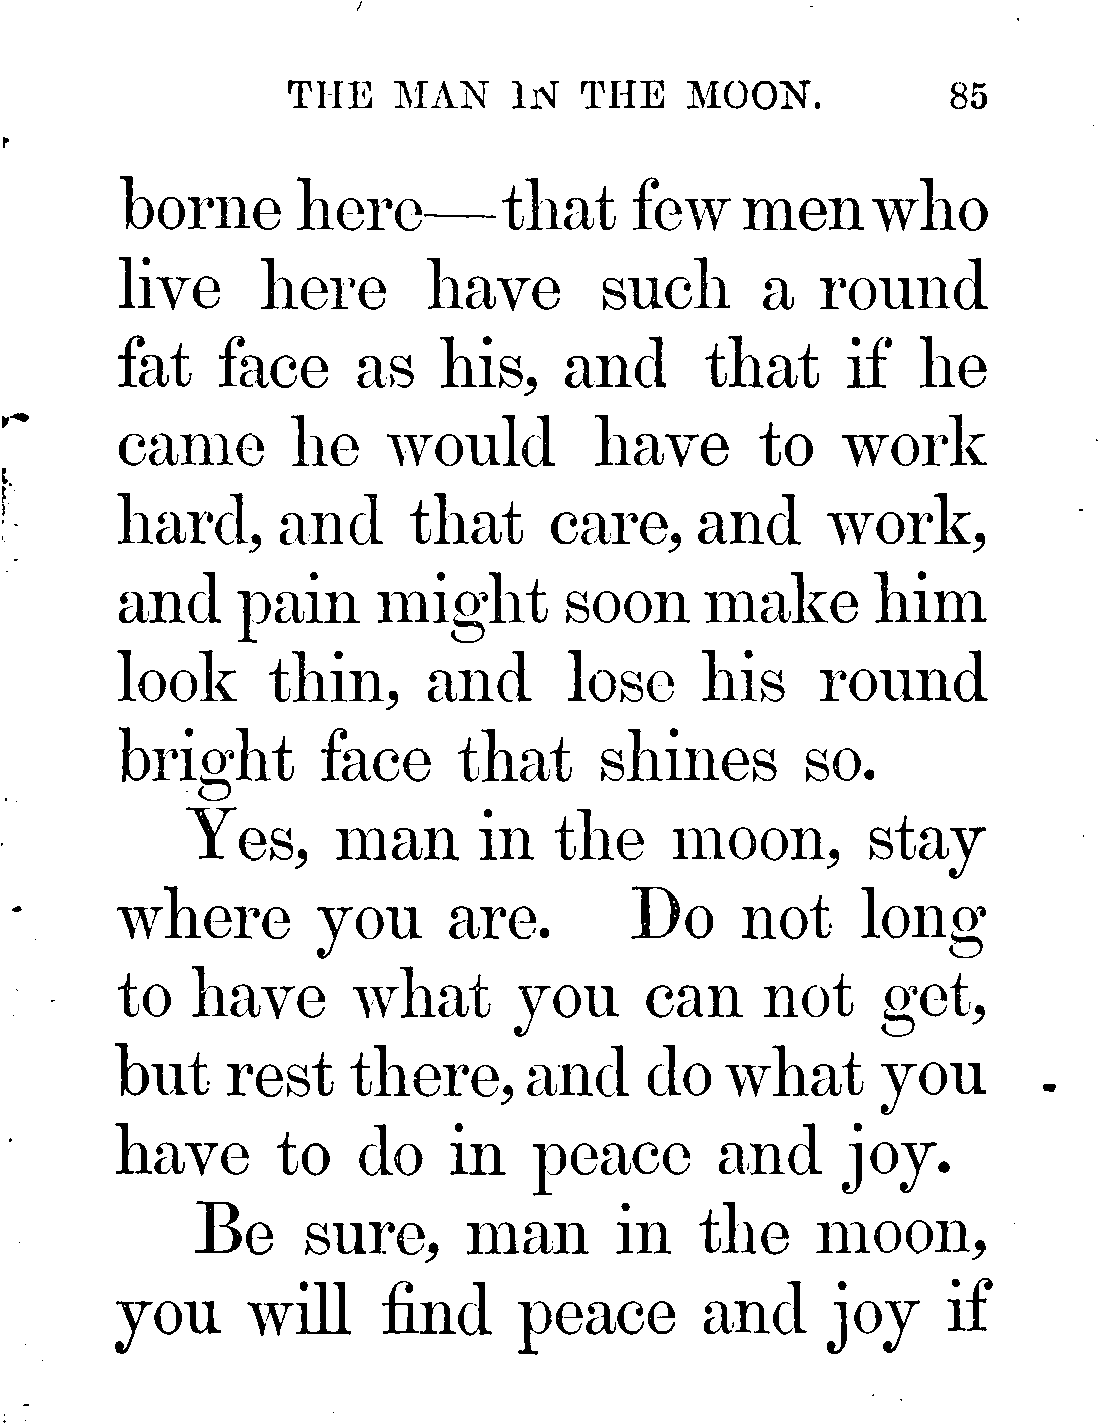 THE MAN IN THE MOON. 85
borne here—that few men who
live here have such a round
fat face as his, and that if he
came he would have to work
hard, and that care, and work,
and pain might soon make him
look thin, and lose his round
bright face that shines so.
Yes, man in the moon, stay
where you are. Do not long
to have what you can not get,
but rest there, and do what you
have to do in peace and joy.
Be sure, man in the moon,
you will find peace and joy if